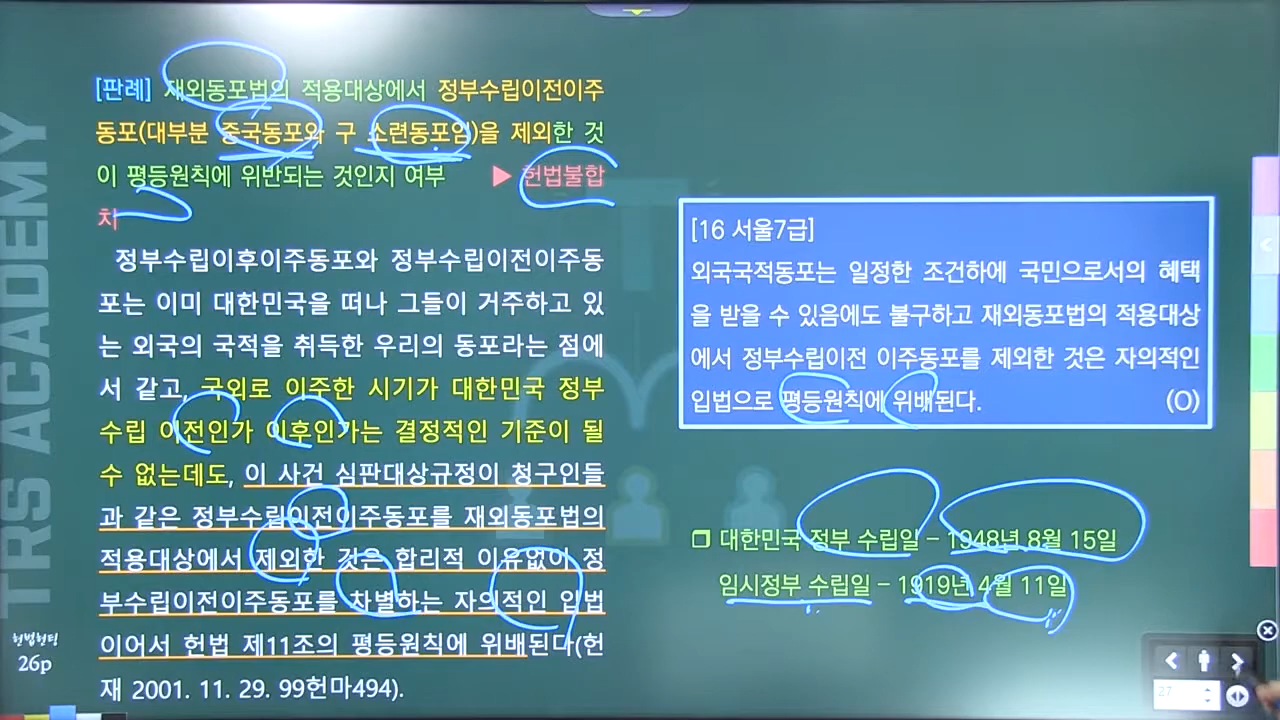 [판례] 재외동포법의 적용대상에서 정부수립이전이주
동포(대부분 중국동포와 구 소련동포임)을 제외한 것
이 평등원칙에 위반되는 것인지 여부 ▶ 헌법불합
치
정부수립이후이주동포와 정부수립이전이주동
포는 이미 대한민국을 떠나 그들이 거주하고 있
는 외국의 국적을 취득한 우리의 동포라는 점에
서 같고, 국외로 이주한 시기가 대한민국 정부
수립 이전인가 이후인가는 결정적인 기준이 될
수 없는데도, 이 사건 심판대상규정이 청구인들
과 같은 정부수립이전이주동포를 재외동포법의
적용대상에서 제외한 것은 합리적 이유없이 정
부수립이전이주동포를 차별하는 자의적인 입법
이어서 헌법 제11조의 평등원칙에 위배된다(헌
재 2001. 11. 29. 99헌마494).
[16 서울7급]
외국국적동포는 일정한 조건하에 국민으로서의 혜택
을 받을 수 있음에도 불구하고 재외동포법의 적용대상
에서 정부수립이전 이주동포를 제외한 것은 자의적인
입법으로 평등원칙에 위배된다. (O)
❐ 대한민국 정부 수립일 – 1948년 8월 15일
임시정부 수립일 – 1919년 4월 11일
TRS ACADEMY
헌법헌팅
26p
27